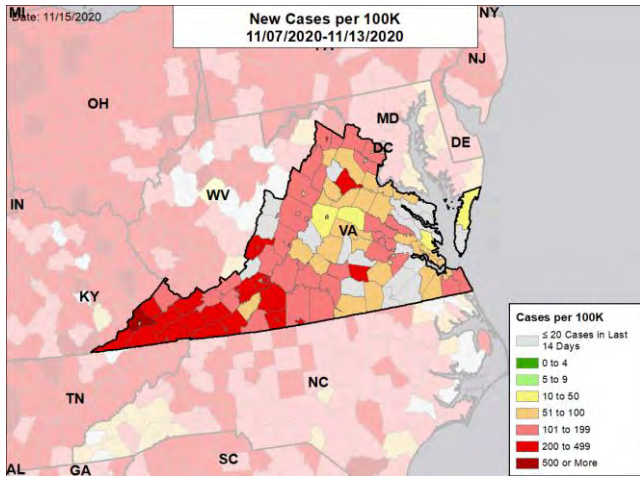 MI
Date: 11/15/2020
New Cases per 100K
11/07/2020-11/13/2020
NY
NJ
OH
MD
DE
DC
WV
IN
VA
KY
Cases per 100K
≤ 20 Cases in Last
14 Days
0 to 4
5 to 9
10 to 50
51 to 100
101 to 199
200 to 499
500 or More
NC
TN
SC
AL
GA